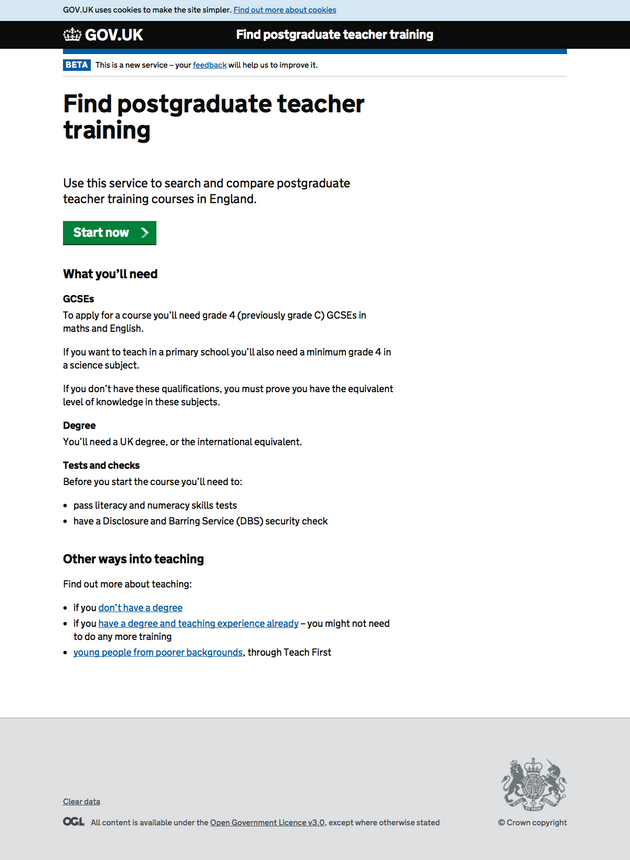 GOV.UK uses cookies to make the site simpler. Find out more about cookies
GOV.UK Find postgraduate teacher training
BETA This is a new service – your feedback will help us to improve it.
Find postgraduate teacher
training
Use this service to search and compare postgraduate
teacher training courses in England.
Start now
What you’ll need
GCSEs
To apply for a course you’ll need grade 4 (previously grade C) GCSEs in
maths and English.
If you want to teach in a primary school you’ll also need a minimum grade 4 in
a science subject.
If you don’t have these qualifications, you must prove you have the equivalent
level of knowledge in these subjects.
Degree
You’ll need a UK degree, or the international equivalent.
Tests and checks
Before you start the course you’ll need to:
• pass literacy and numeracy skills tests
• have a Disclosure and Barring Service (DBS) security check
Other ways into teaching
Find out more about teaching:
• if you don’t have a degree
• if you have a degree and teaching experience already – you might not need
to do any more training
• young people from poorer backgrounds, through Teach First
Clear data
OGL All content is available under the Open Government Licence v3.0, except where otherwise stated
© Crown copyright